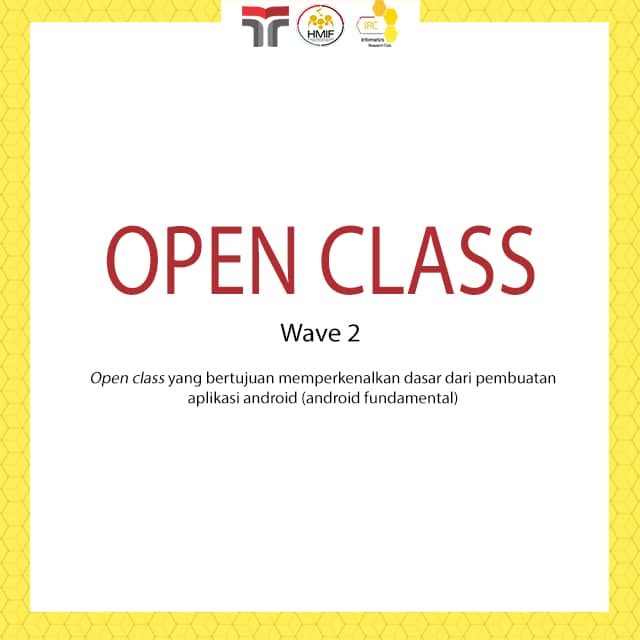 HMIF
IRC
Informatics
Research Club
OPEN CLASS
Wave 2
Open class yang bertujuan memperkenalkan dasar dari pembuatan
aplikasi android (android fundamental)